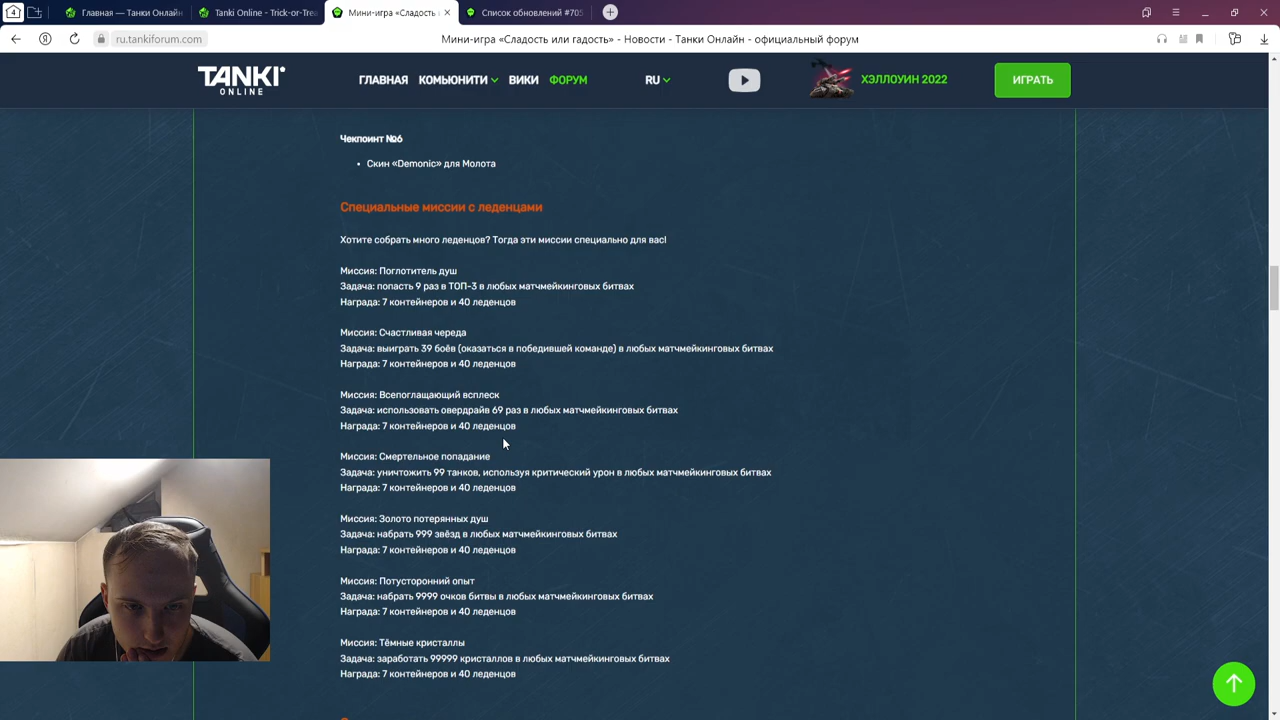 4
Главная — Танки Онлайн
Tanki Online - Trick-or-Trea
Мини-игра «Сладость
Список обновлений #705
ru.tankiforum.com
Мини-игра «Сладость или гадость» - Новости - Танки Онлайн - официальный форум
TANKI
ONLINE
ГЛАВНАЯ
КОМЬЮНИТИ
ВИКИ
ФОРУМ
RU
ХЭЛЛОУИН 2022
ИГРАТЬ
Чекпоинт №6
• Скин «Demonic» для Молота
Специальные миссии с леденцами
Хотите собрать много леденцов? Тогда эти миссии специально для вас!
Миссия: Поглотитель душ
Задача: попасть 9 раз в ТОП-3 в любых матчмейкинговых битвах
Награда: 7 контейнеров и 40 леденцов
Миссия: Счастливая череда
Задача: выиграть 39 боёв (оказаться в победившей команде) в любых матчмейкинговых битвах
Награда: 7 контейнеров и 40 леденцов
Миссия: Всепоглащающий всплеск
Задача: использовать овердрайв 69 раз в любых матчмейкинговых битвах
Награда: 7 контейнеров и 40 леденцов
Миссия: Смертельное попадание
Задача: уничтожить 99 танков, используя критический урон в любых матчмейкинговых битвах
Награда: 7 контейнеров и 40 леденцов
Миссия: Золото потерянных душ
Задача: набрать 999 звёзд в любых матчмейкинговых битвах
Награда: 7 контейнеров и 40 леденцов
Миссия: Потусторонний опыт
Задача: набрать 9999 очков битвы в любых матчмейкинговых битвах
Награда: 7 контейнеров и 40 леденцов
Миссия: Тёмные кристаллы
Задача: заработать 99999 кристаллов в любых матчмейкинговых битвах
Награда: 7 контейнеров и 40 леденцов